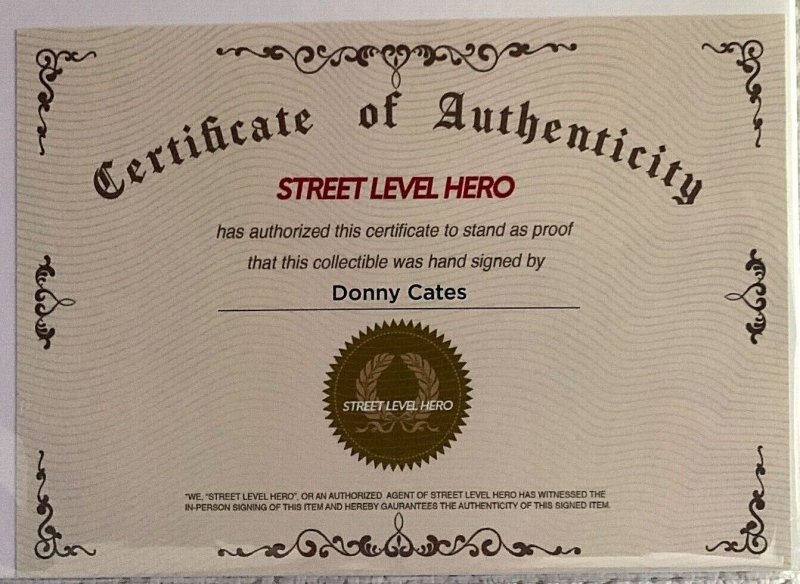 Certificate of Authenticity
STREET LEVEL HERO
has authorized this certificate to stand as proof
that this collectible was hand signed by
Donny Cates
STREET LEVEL HERO
"WE, "STREET LEVEL HERO", OR AN AUTHORIZED AGENT OF STREET LEVEL HERO HAS WITNESSED THE
IN-PERSON SIGNING OF THIS ITEM AND HEREBY GAURANTEES THE AUTHENTICITY OF THIS SIGNED ITEM.